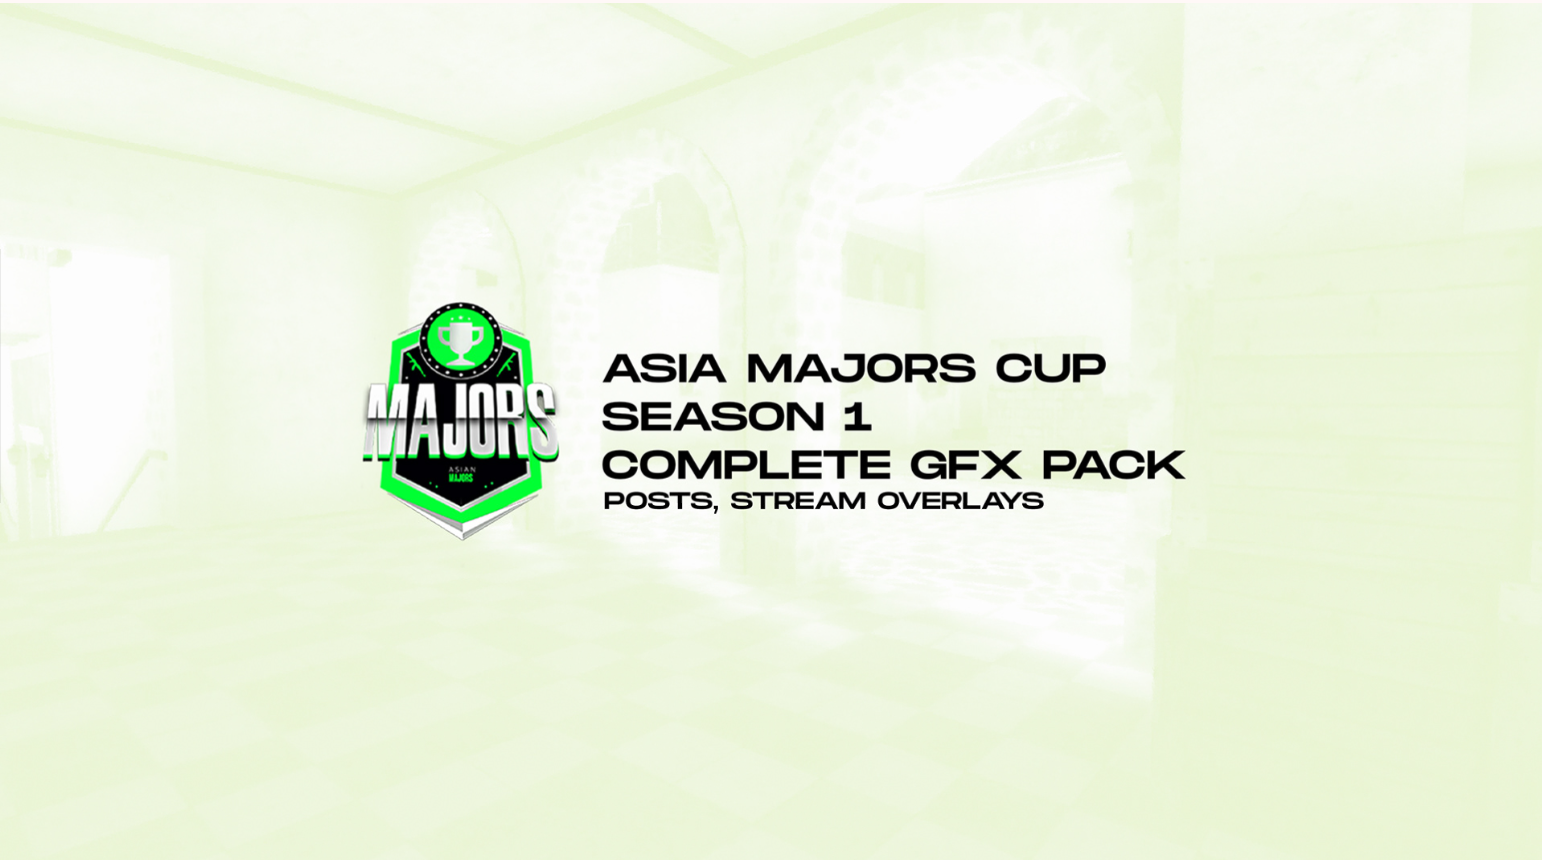 MAJORS
ASIAN
MAJORS
ASIA MAJORS CUP
SEASON 1
COMPLETE GFX PACK
POSTS, STREAM OVERLAYS